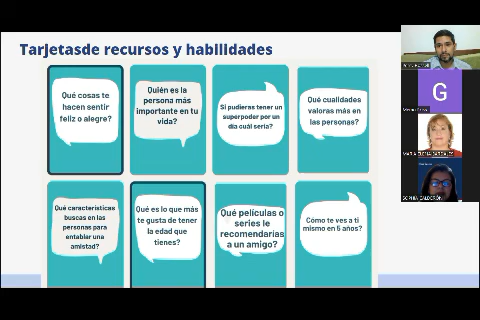 Tarjetasde recursos y habilidades
Qué cosas te
hacen sentir
feliz o alegre?
Quién es la
persona más
importante en tu
vida?
Si pudieras tener un
superpoder por un
día cuál sería?
Qué cualidades
valoras más en
las personas?
Qué características
buscas en las
personas para
entablar una
amistad?
Qué es lo que más
te gusta de tener
la edad que
tienes?
Qué películas o
series le
recomendarías
a un amigo?
Cómo te ves a ti
mismo en 5 años?
G
SOPHIA CALDERÓN